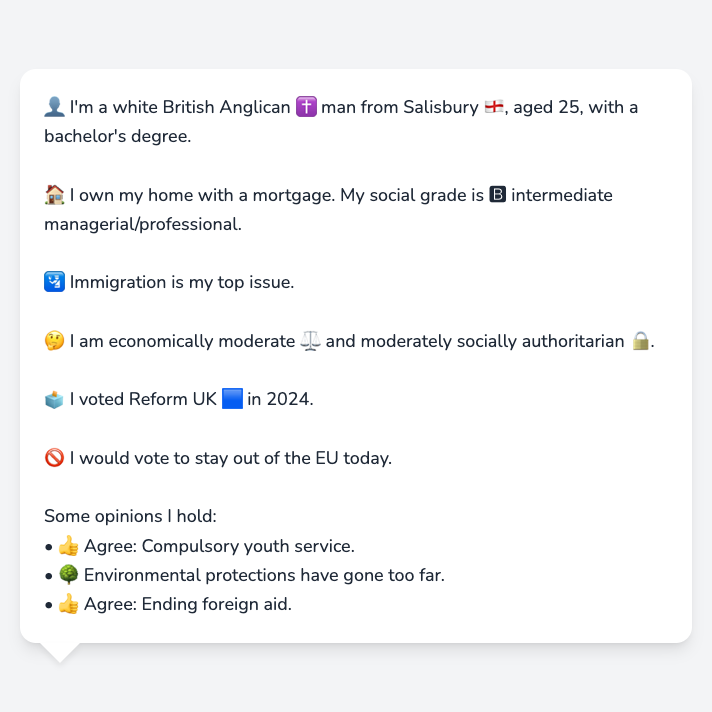 👤 I'm a white British Anglican ✝️ man from Salisbury 🏴󠁧󠁢󠁥󠁮󠁧󠁿, aged 25, with a
bachelor's degree.
🏠 I own my home with a mortgage. My social grade is 🅱 intermediate
managerial/professional.
🛂 Immigration is my top issue.
🤔 I am economically moderate ⚖️ and moderately socially authoritarian 🔒.
🗳️ I voted Reform UK 🟦 in 2024.
🚫 I would vote to stay out of the EU today.
Some opinions I hold:
• 👍 Agree: Compulsory youth service.
• 🌳 Environmental protections have gone too far.
• 👍 Agree: Ending foreign aid.